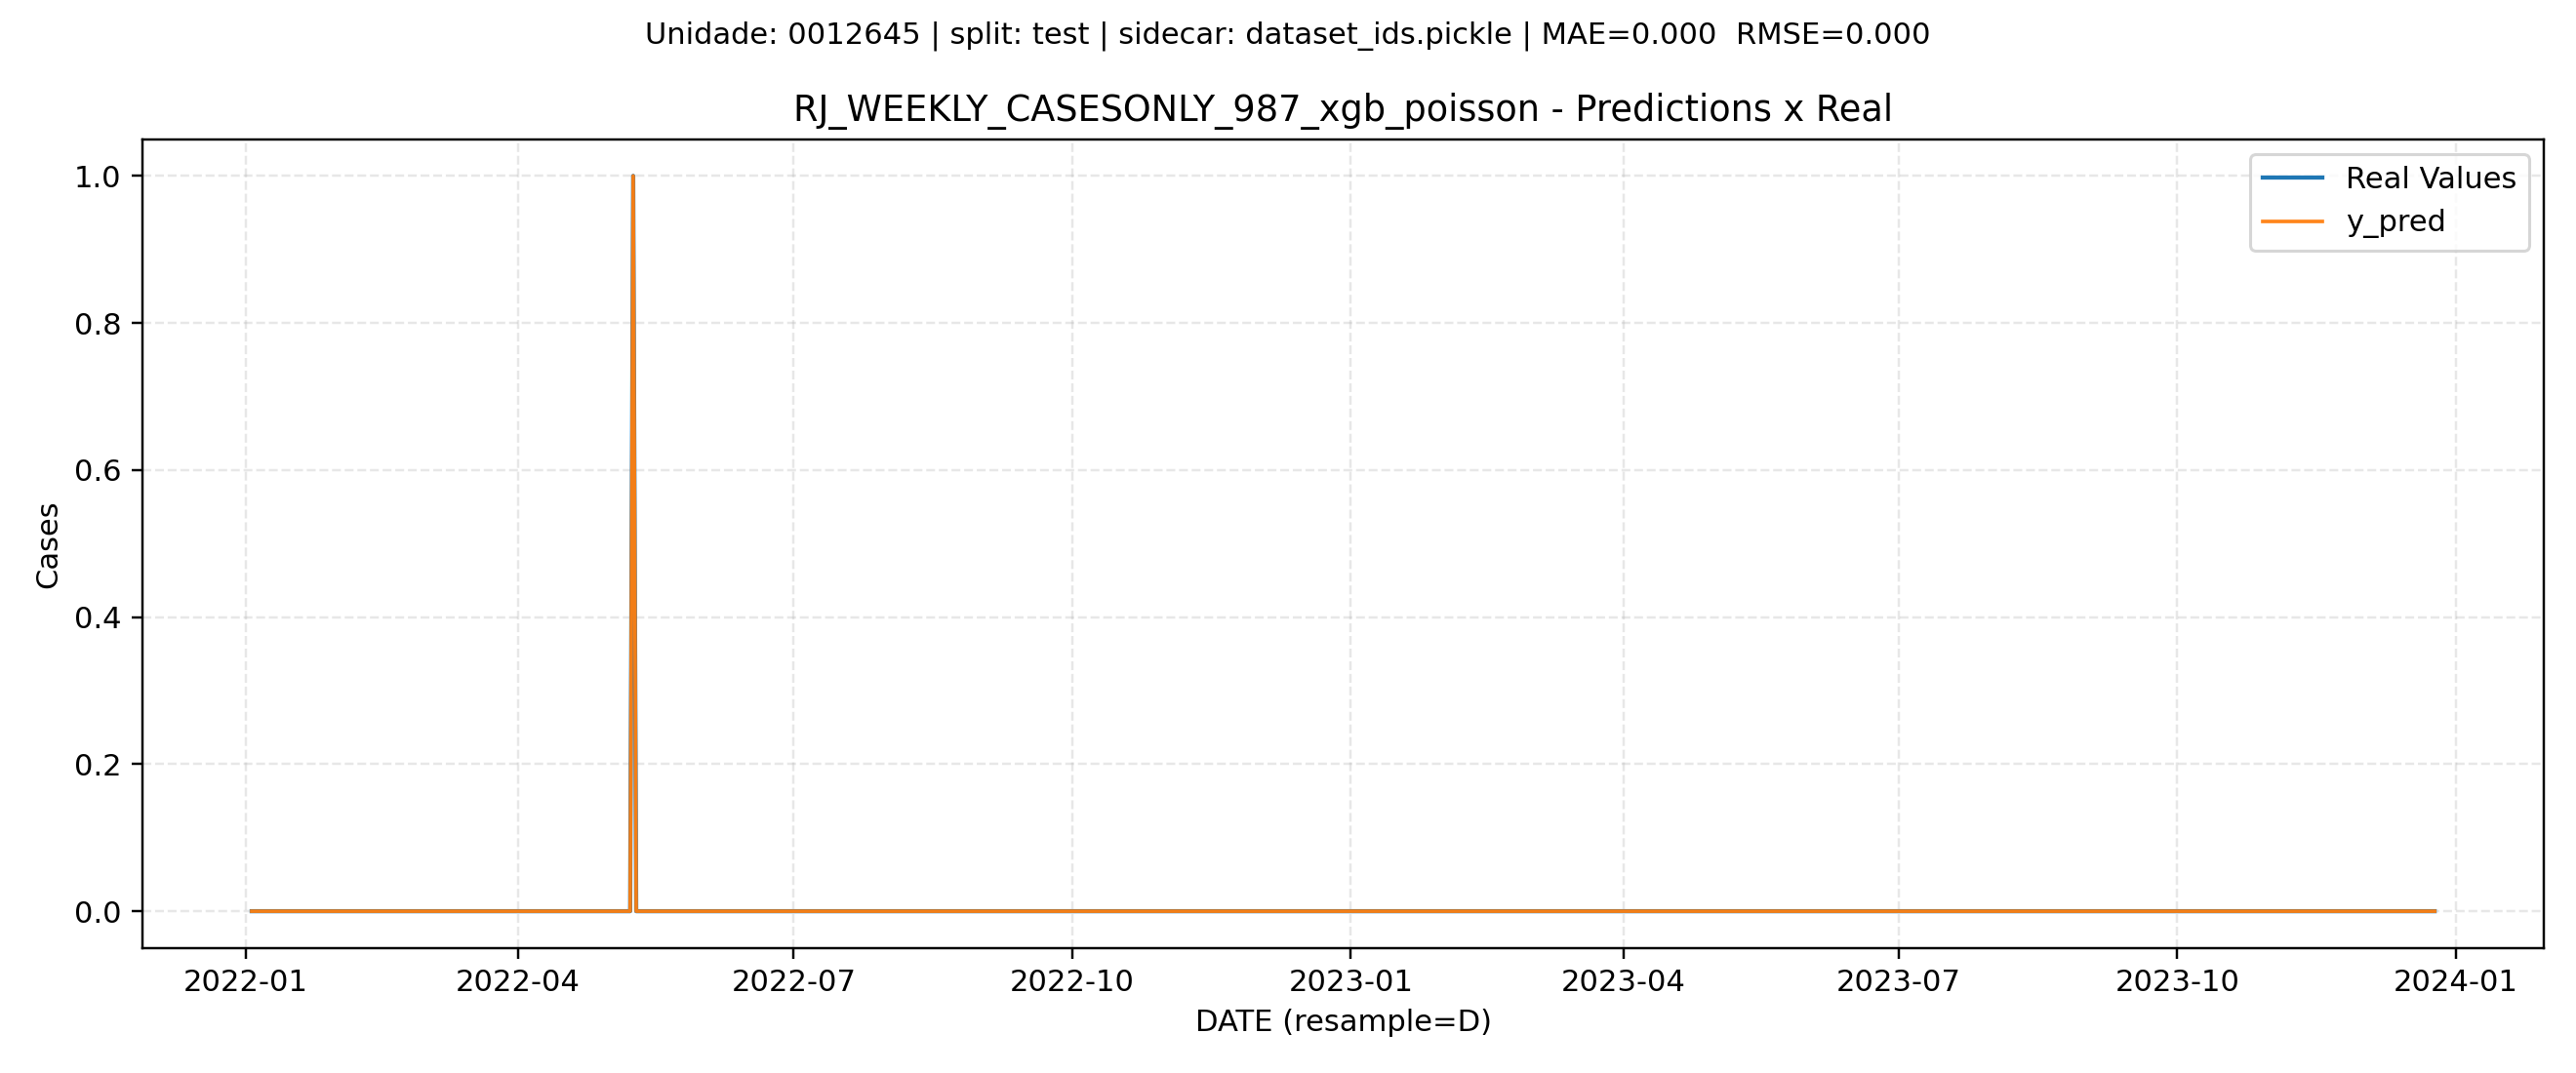 Unidade: 0012645 | split: test | sidecar: dataset_ids.pickle | MAE=0.000  RMSE=0.000
RJ_WEEKLY_CASESONLY_987_xgb_poisson - Predictions x Real
Real Values
y_pred
Cases
1.0
0.8
0.6
0.4
0.2
0.0
2022-01 2022-04 2022-07 2022-10 2023-01 2023-04 2023-07 2023-10 2024-01
DATE (resample=D)